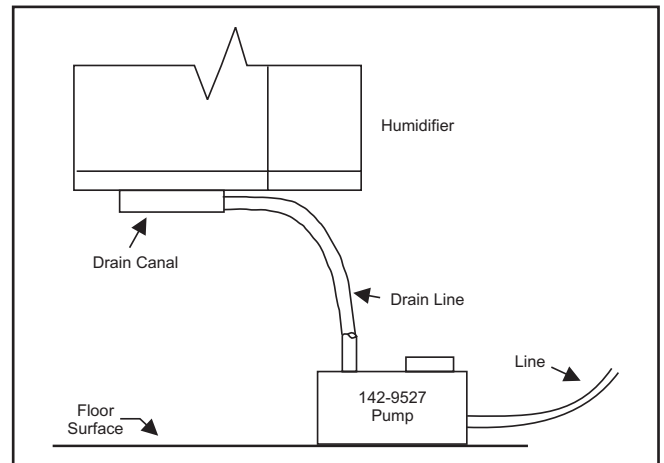 Humidifier
Drain Canal
Drain Line
Line
142-9527
Pump
Floor
Surface